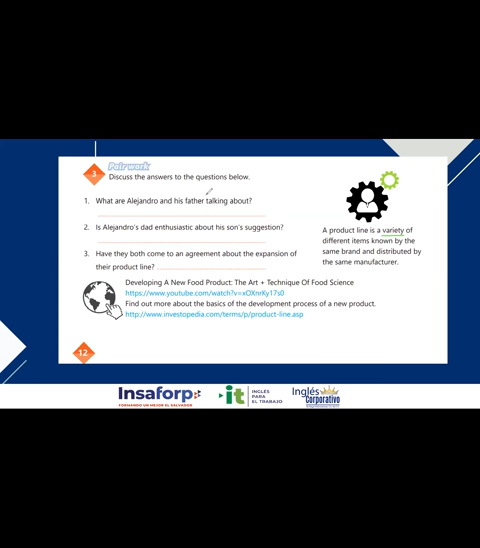 Pair work
3
Discuss the answers to the questions below.
1. What are Alejandro and his father talking about?
2. Is Alejandro's dad enthusiastic about his son's suggestion?
3. Have they both come to an agreement about the expansion of
their product line?
A product line is a variety of
different items known by the
same brand and distributed by
the same manufacturer.
Developing A New Food Product: The Art + Technique Of Food Science
https://www.youtube.com/watch?v=xOXnrKy17s0
Find out more about the basics of the development process of a new product.
http://www.investopedia.com/terms/p/product-line.asp
12
Insaforp
FORMANDO UN MEJOR EL SALVADOR
it
INGLÉS
PARA
EL TRABAJO
Inglés
Corporativo